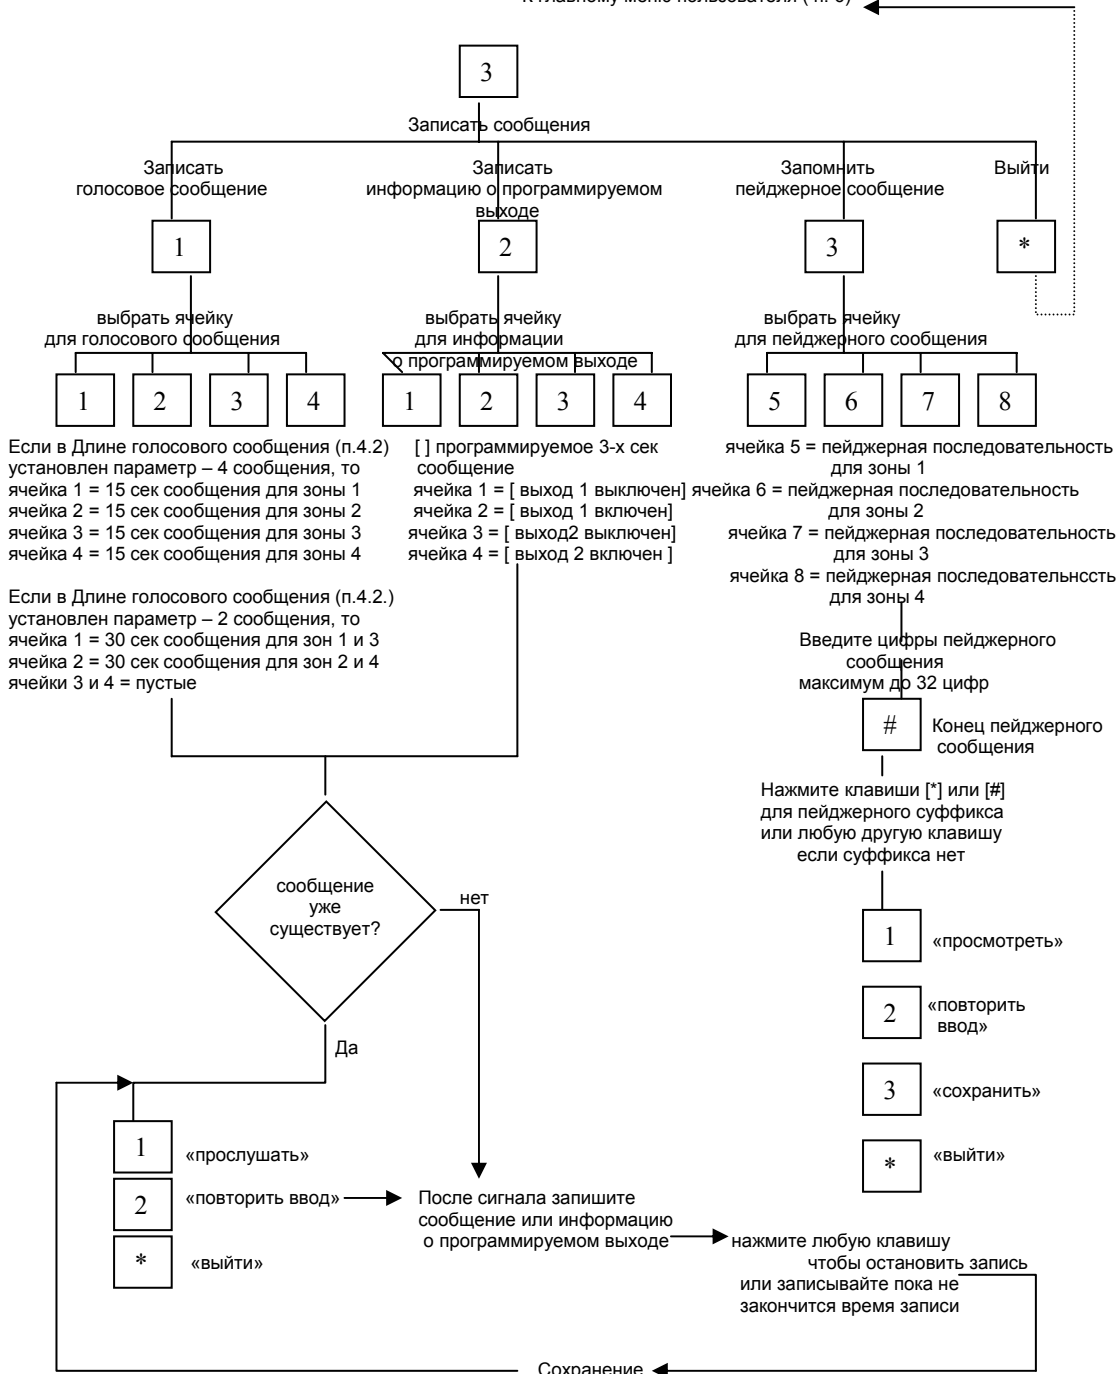 к главному меню пользователя ( п. 3)
3
Записать сообщения
Записать
голосовое сообщение
Записать
информацию о программируемом
выходе
Запомнить
пейджерное сообщение
Выйти
1
2
3
*
выбрать ячейку
для голосового сообщения
выбрать ячейку
для информации
о программируемом выходе
выбрать ячейку
для пейджерного сообщения
1 2 3 4
1 2 3 4
5 6 7 8
Если в Длине голосового сообщения (п.4.2)
установлен параметр – 4 сообщения, то
ячейка 1 = 15 сек сообщения для зоны 1
ячейка 2 = 15 сек сообщения для зоны 2
ячейка 3 = 15 сек сообщения для зоны 3
ячейка 4 = 15 сек сообщения для зоны 4
Если в Длине голосового сообщения (п.4.2.)
установлен параметр – 2 сообщения, то
ячейка 1 = 30 сек сообщения для зон 1 и 3
ячейка 2 = 30 сек сообщения для зон 2 и 4
ячейки 3 и 4 = пустые
[ ] программируемое 3-х сек
сообщение
ячейка 1 = [ выход 1 выключен]
ячейка 2 = [ выход 1 включен]
ячейка 3 = [ выход2 выключен]
ячейка 4 = [ выход 2 включен ]
ячейка 5 = пейджерная последовательность
для зоны 1
ячейка 6 = пейджерная последовательность
для зоны 2
ячейка 7 = пейджерная последовательность
для зоны 3
ячейка 8 = пейджерная последовательнссть
для зоны 4
Введите цифры пейджерного
сообщения
максимум до 32 цифр
#
Конец пейджерного
сообщения
Нажмите клавиши [*] или [#]
для пейджерного суффикса
или любую другую клавишу
если суффикса нет
1 «просмотреть»
2 «повторить
ввод»
3 «сохранить»
* «выйти»
сообщение
уже
существует?
нет
Да
1 «прослушать»
2 «повторить ввод»
* «выйти»
После сигнала запишите
сообщение или информацию
о программируемом выходе
нажмите любую клавишу
чтобы остановить запись
или записывайте пока не
закончится время записи
Сохранение